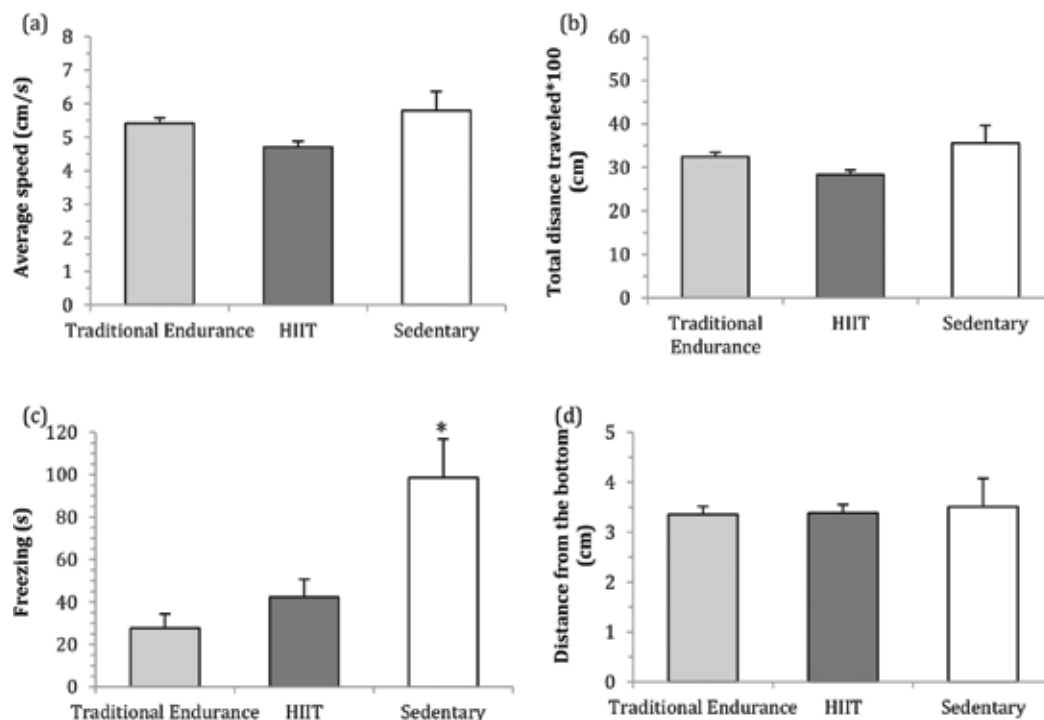 (a)
Average speed (cm/s)
8
7
6
5
4
3
2
1
0
Traditional Endurance
HIIT
Sedentary
(b)
Total disance traveled*100
(cm)
60
50
40
30
20
10
0
Traditional
Endurance
HIIT
Sedentary
(c)
Freezing (s)
120
100
80
60
40
20
0
*
Traditional Endurance
HIIT
Sedentary
(d)
Distance from the bottom
(cm)
5
4
3
2
1
0
Traditional Endurance
HIIT
Sedentary